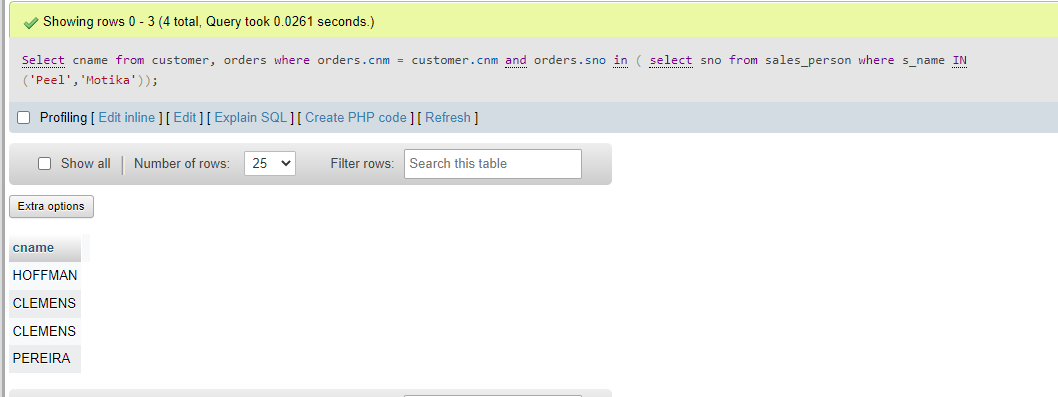 Showing rows 0 - 3 (4 total, Query took 0.0261 seconds.)
Select cname from customer, orders where orders.cnm = customer.cnm and orders.sno in ( select sno from sales_person where s_name IN
('Peel','Motika'));
Profiling [ Edit inline ] [ Edit ] [ Explain SQL ] [ Create PHP code ] [ Refresh ]
Show all | Number of rows: 25 Filter rows: Search this table
Extra options
cname
HOFFMAN
CLEMENS
CLEMENS
PEREIRA